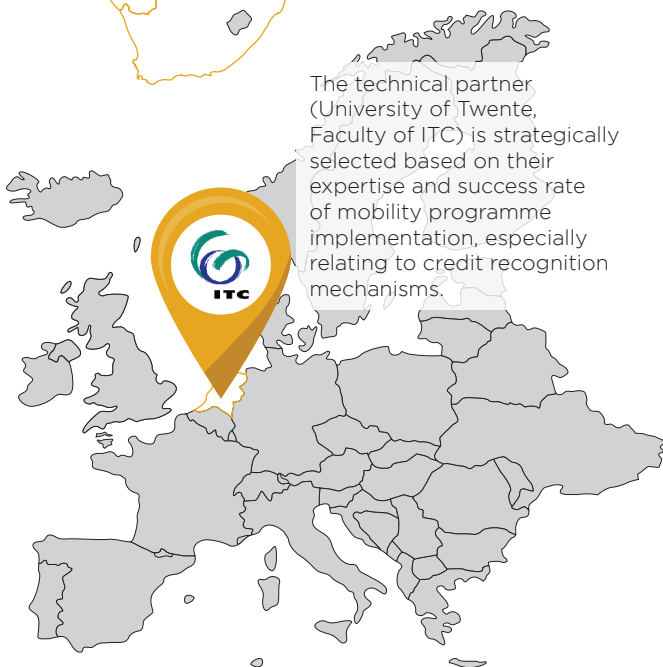 The technical partner
(University of Twente,
Faculty of ITC) is strategically
selected based on their
expertise and success rate
of mobility programme
implementation, especially
relating to credit recognition
mechanisms.
ITC